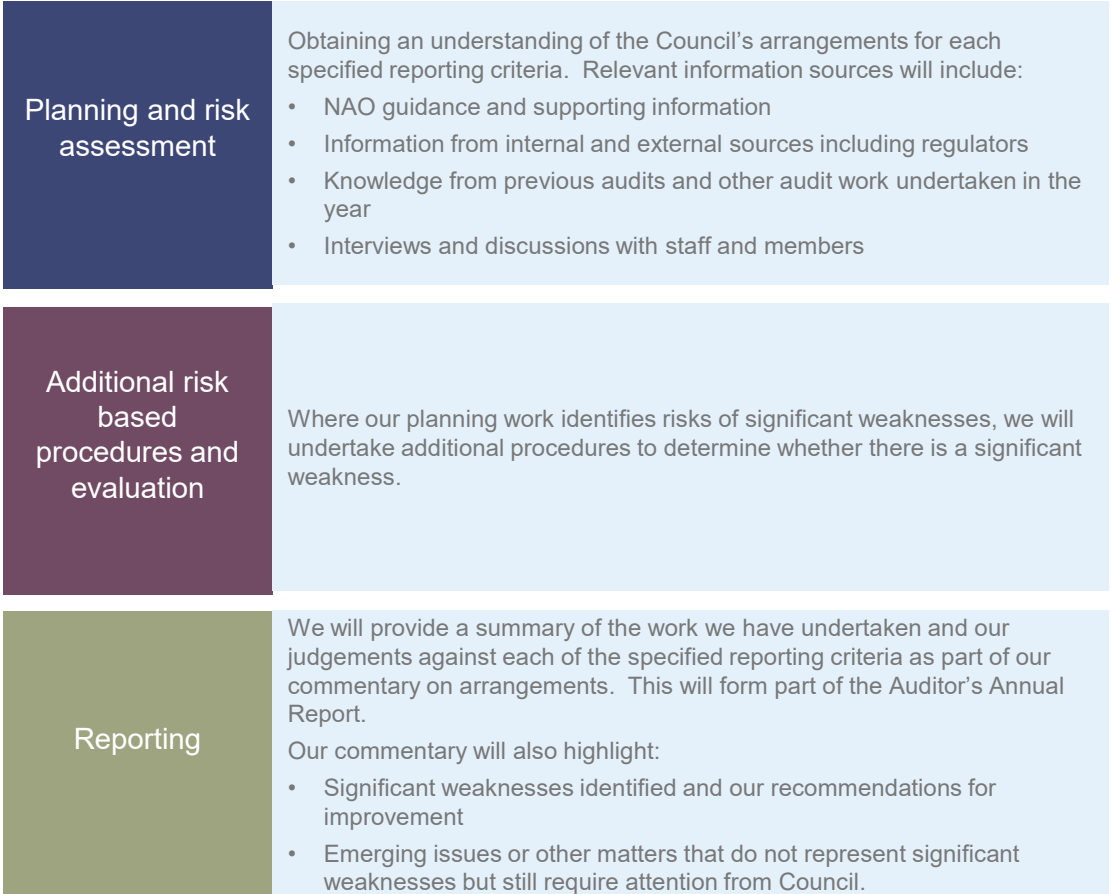 Planning and risk
assessment
Obtaining an understanding of the Council’s arrangements for each
specified reporting criteria.  Relevant information sources will include:
• NAO guidance and supporting information
• Information from internal and external sources including regulators
• Knowledge from previous audits and other audit work undertaken in the
year
• Interviews and discussions with staff and members
Additional risk
based
procedures and
evaluation
Where our planning work identifies risks of significant weaknesses, we will
undertake additional procedures to determine whether there is a significant
weakness.
Reporting
We will provide a summary of the work we have undertaken and our
judgements against each of the specified reporting criteria as part of our
commentary on arrangements.  This will form part of the Auditor’s Annual
Report.
Our commentary will also highlight:
• Significant weaknesses identified and our recommendations for
improvement
• Emerging issues or other matters that do not represent significant
weaknesses but still require attention from Council.